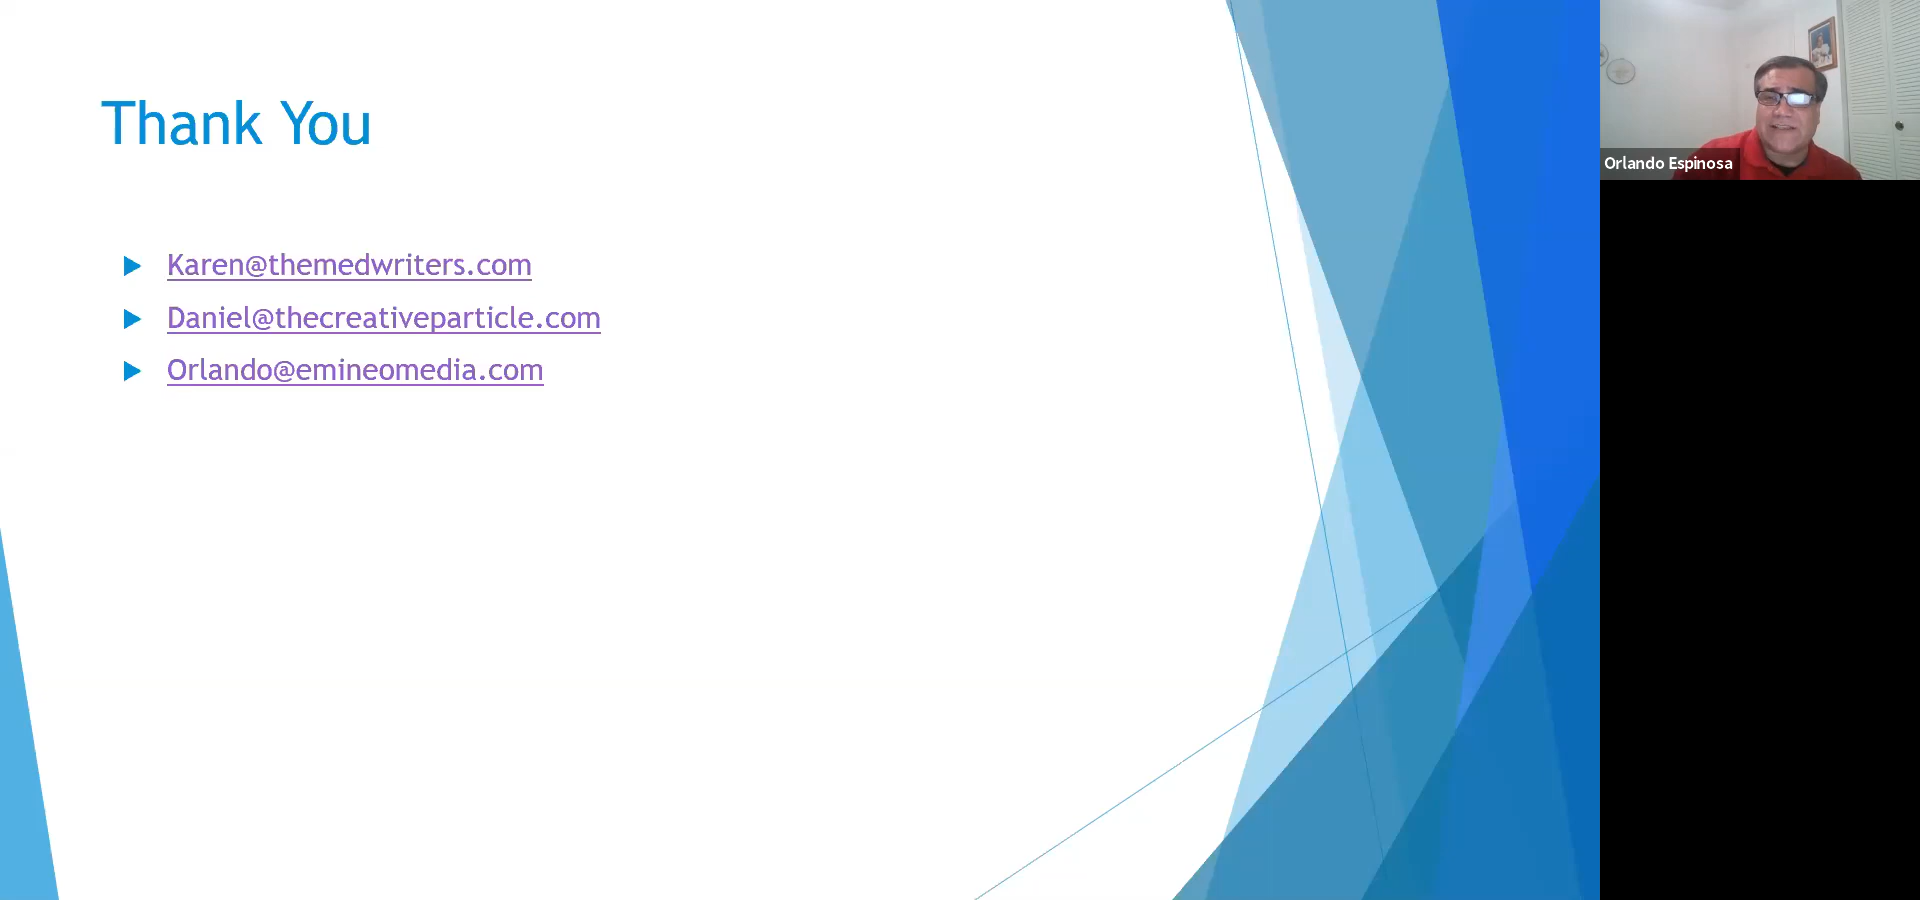 Thank You
Karen@themedwriters.com
Daniel@thecreativeparticle.com
Orlando@emineomedia.com
Orlando Espinosa